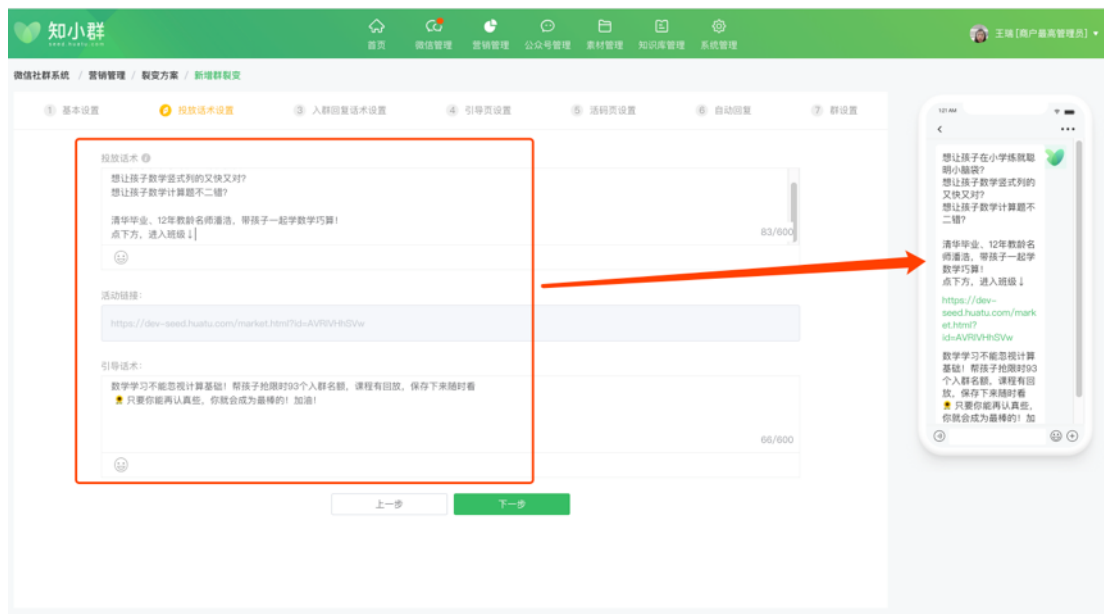 知小群
seed.huatu.com
首页
微信管理
营销管理
公众号管理
素材管理
知识库管理
系统管理
王瑞[商户最高管理员]
微信社群系统 / 营销管理 / 裂变方案 / 新增群裂变
1 基本设置
2 投放话术设置
3 入群回复话术设置
4 引导页设置
5 活码页设置
6 自动回复
7 群设置
投放话术
想让孩子数学竖式列的又快又对?
想让孩子数学计算题不二错?
清华毕业、12年教龄名师潘浩，带孩子一起学数学巧算!
点下方，进入班级↓
83/600
活动链接:
https://dev-seed.huatu.com/market.html?id=AVRIVHhSVw
引导话术:
数学学习不能忽视计算基础! 帮孩子抢限时93个入群名额，课程有回放，保存下来随时看
🌻 只要你能再认真些，你就会成为最棒的! 加油!
66/600
上一步
下一步
1:21 AM
想让孩子在小学练就聪
明小脑袋?
想让孩子数学竖式列的
又快又对?
想让孩子数学计算题不
二错?
清华毕业、12年教龄名
师潘浩，带孩子一起学
数学巧算!
点下方，进入班级↓
https://dev-
seed.huatu.com/mark
et.html?
id=AVRIVHhSVw
数学学习不能忽视计算
基础! 帮孩子抢限时93
个入群名额，课程有回
放，保存下来随时看
🌻 只要你能再认真些，
你就会成为最棒的! 加